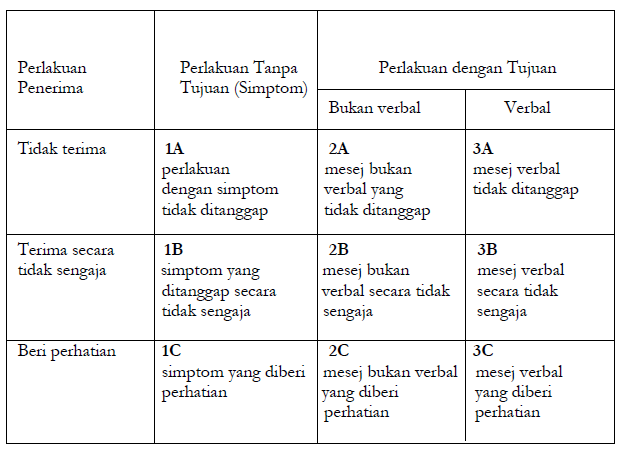 Perlakuan
Penerima
Perlakuan Tanpa
Tujuan (Simptom)
Perlakuan dengan Tujuan
Bukan verbal
Verbal
Tidak terima
1A
perlakuan
dengan simptom
tidak ditanggap
2A
mesej bukan
verbal yang
tidak ditanggap
3A
mesej verbal
tidak ditanggap
Terima secara
tidak sengaja
1B
simptom yang
ditanggap secara
tidak sengaja
2B
mesej bukan
verbal secara tidak
sengaja
3B
mesej verbal
secara tidak
sengaja
Beri perhatian
1C
simptom yang diberi
perhatian
2C
mesej bukan verbal
yang diberi
perhatian
3C
mesej verbal
yang diberi
perhatian